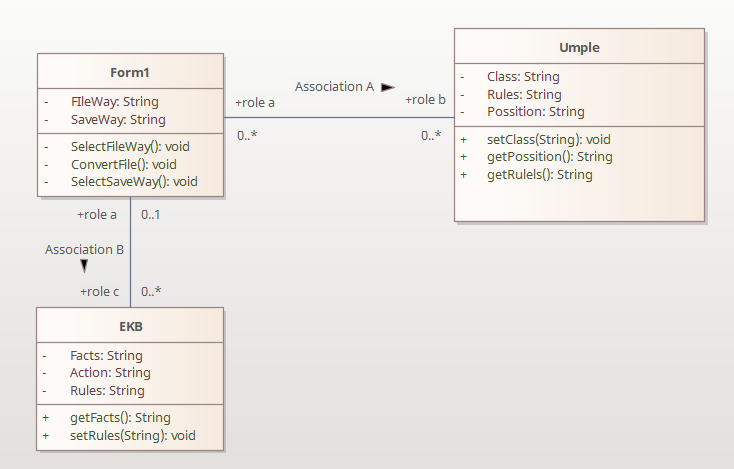 Form1
- FIleWay: String
- SaveWay: String
- SelectFileWay(): void
- ConvertFile(): void
- SelectSaveWay(): void
Association A
+role a
+role b
0..*
0..*
Umple
- Class: String
- Rules: String
- Possition: String
+ setClass(String): void
+ getPossition(): String
+ getRulels(): String
+role a
0..1
Association B
+role c
0..*
EKB
- Facts: String
- Action: String
- Rules: String
+ getFacts(): String
+ setRules(String): void